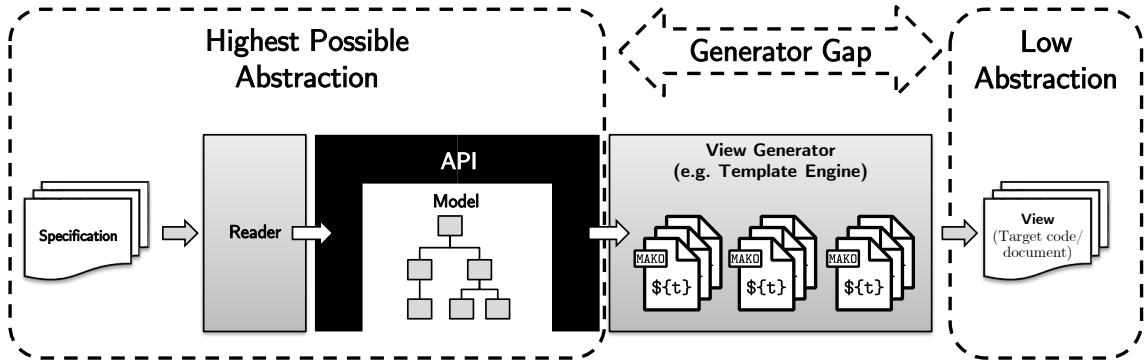 Highest Possible
Abstraction
Generator Gap
Low
Abstraction
Specification
Reader
API
Model
View Generator
(e.g. Template Engine)
MAKO
${t}
MAKO
${t}
MAKO
${t}
View
(Target code/
document)